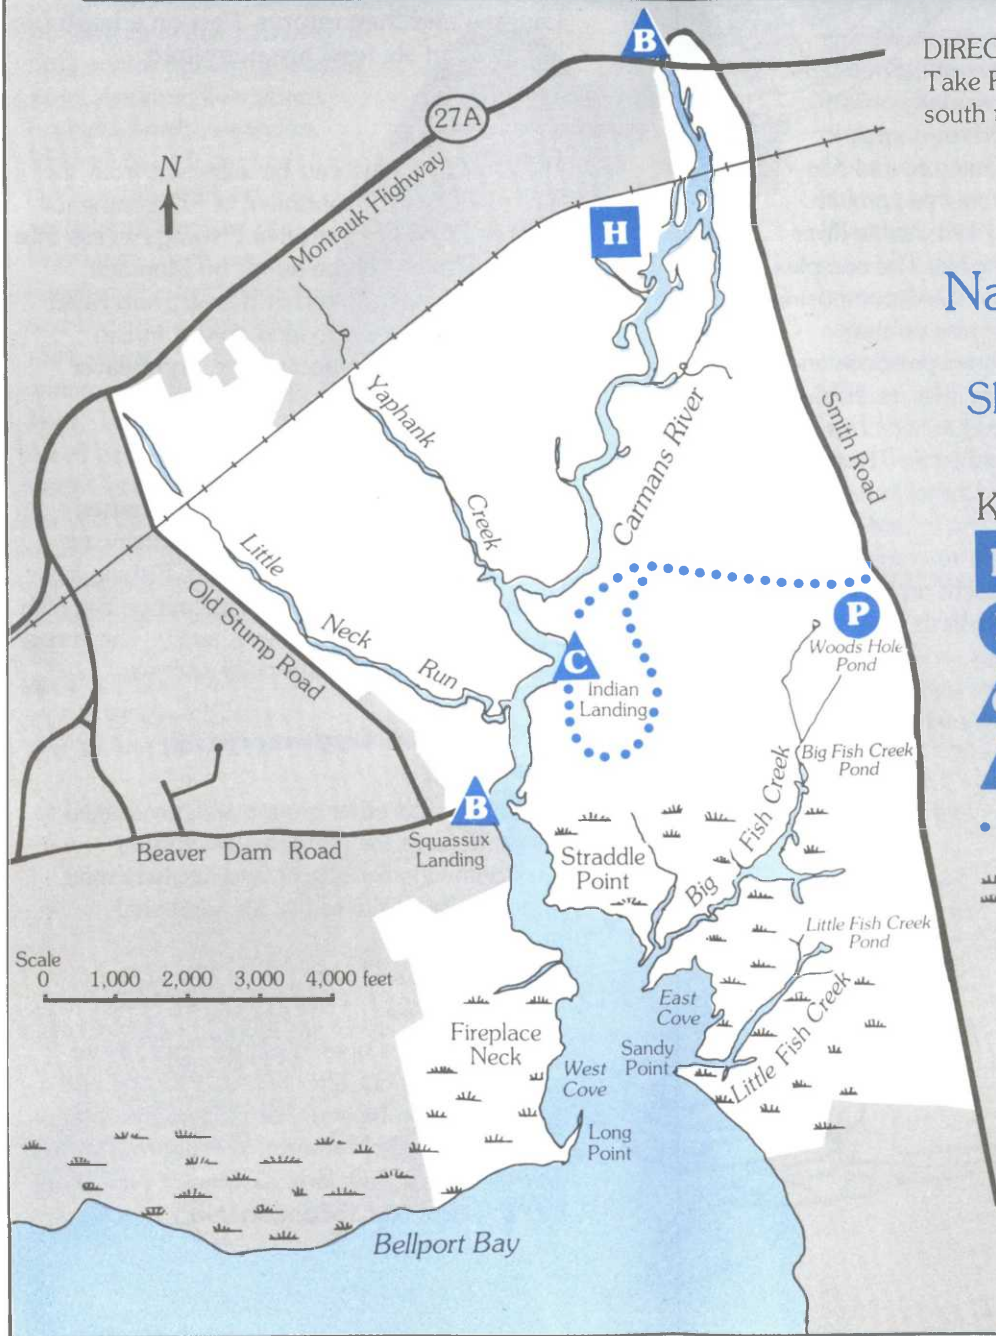 B
DIREC
Take F
south
27A
N
Montauk Highway
H
Na
Yaphank
Creek
Carmans River
Smith Road
Little
Neck
Run
Old Stump Road
P
Woods Hole
Pond
C
Indian
Landing
Big Fish Creek
Pond
B
Squassux
Landing
Beaver Dam Road
Straddle
Point
Big Fish Creek
Little Fish Creek
Pond
Scale
0 1,000 2,000 3,000 4,000 feet
East
Cove
Fireplace
Neck
Sandy
Point
West
Cove
Little Fish Creek
Long
Point
Bellport Bay